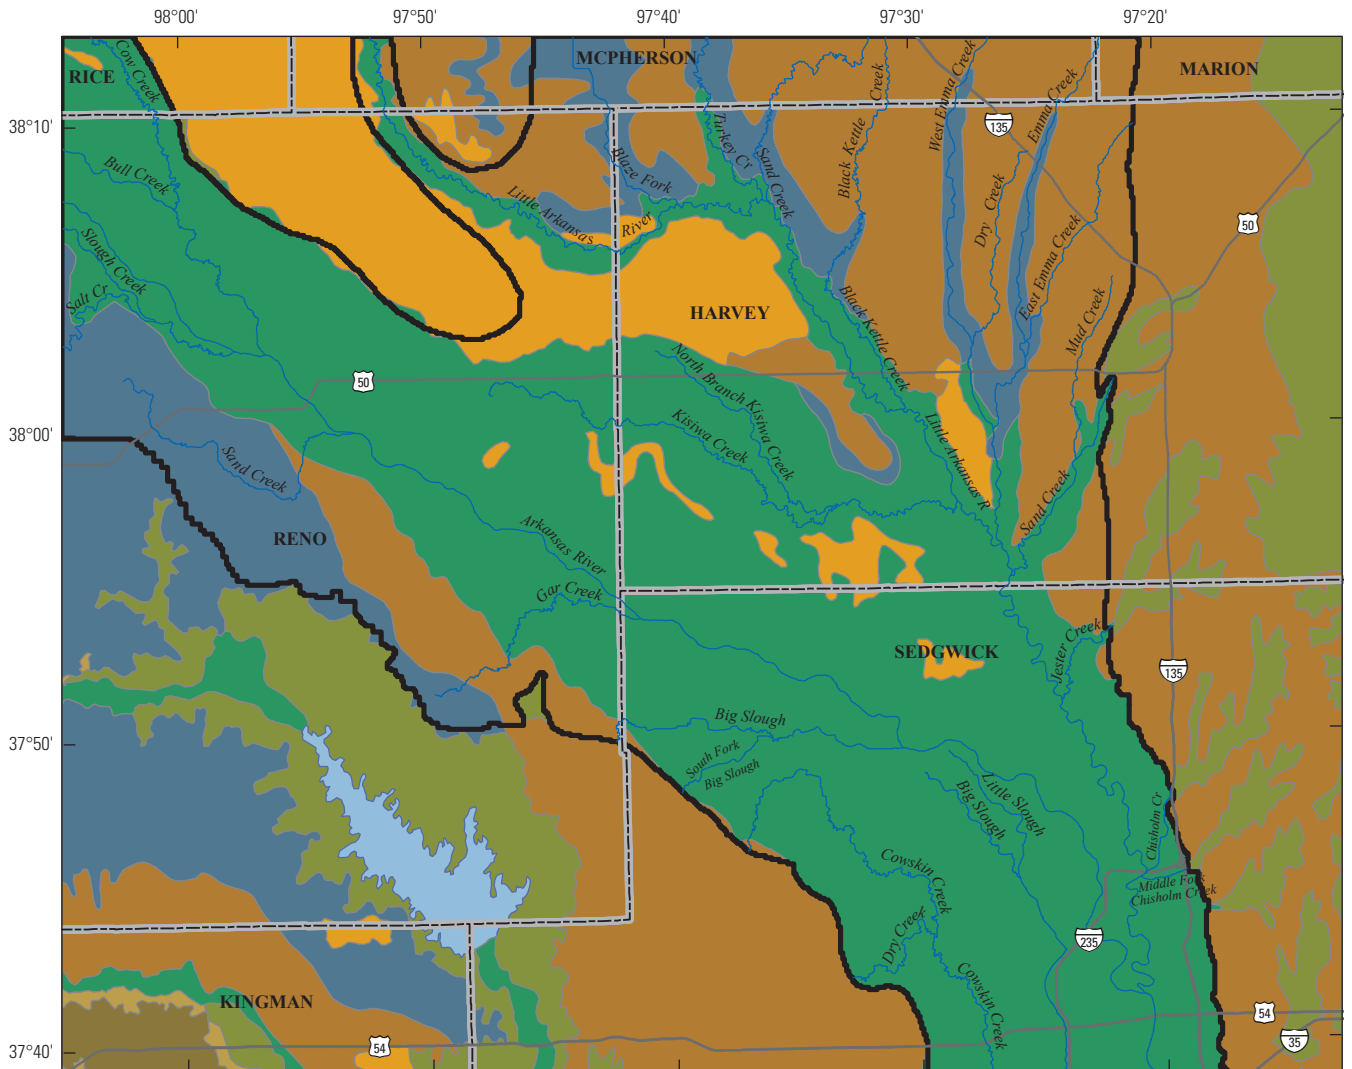 98°00'
97°50'
97°40'
97°30'
97°20'
RICE
MCPHERSON
MARION
38°10'
Cow Creek
Bull Creek
Slough Creek
Salt Cr
Little Arkansas
River
Blaze Fork
Turkey Cr
Sand Creek
Black Kettle
Creek
West Emma Creek
135
Emma Creek
Dry Creek
East Emma Creek
Mud Creek
50
HARVEY
Black Kettle Creek
50
North Branch Kisiwa Creek
Kisiwa Creek
Little Arkansas R
38°00'
Sand Creek
Sand Creek
RENO
Arkansas River
Gar Creek
SEDGWICK
Jester Creek
135
37°50'
Big Slough
South Fork
Big Slough
Little Slough
Big Slough
Chisholm Cr
Cowskin Creek
Middle Fork
Chisholm Creek
Dry Creek
235
Cowskin Creek
KINGMAN
54
35
54
37°40'